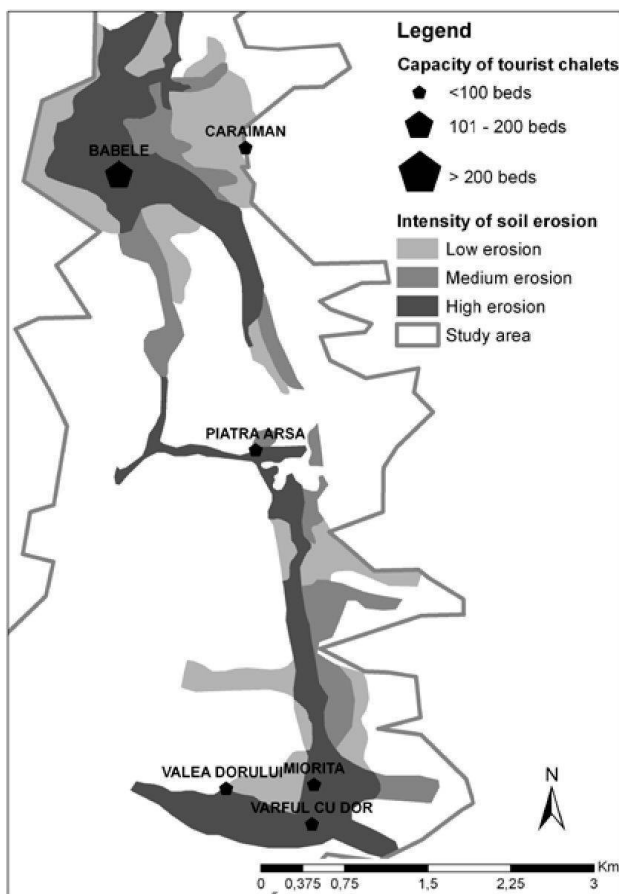 Legend
Capacity of tourist chalets
<100 beds
101 - 200 beds
> 200 beds
Intensity of soil erosion
Low erosion
Medium erosion
High erosion
Study area
CARAIMAN
BABELE
PIATRA ARSA
VALEA DORULUI
MIORITA
VARFUL CU DOR
N
Km
0 0,375 0,75 1,5 2,25 3